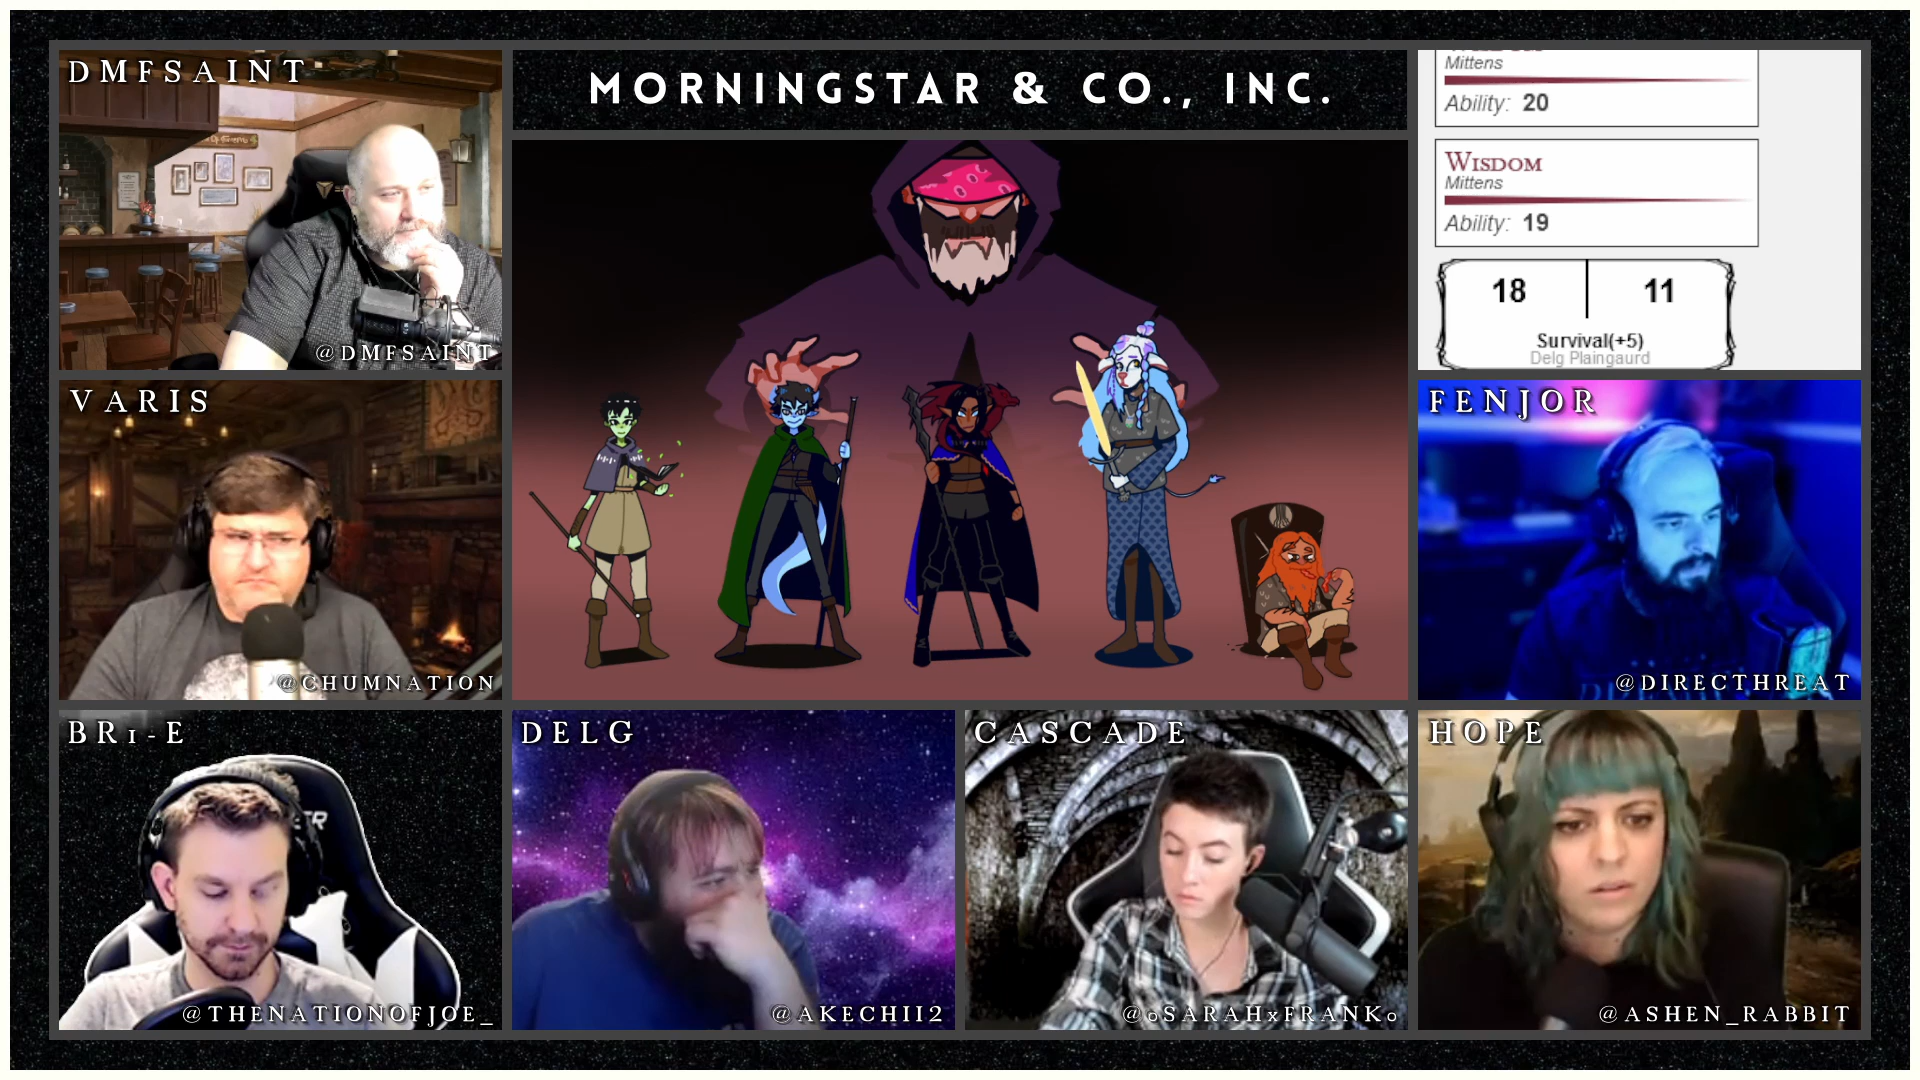 DMFSAINT
@DMFSAINT
MORNINGSTAR & CO., INC.
Mittens
Ability: 20
WISDOM
Mittens
Ability: 19
18 11
Survival(+5)
Delg Plaingaurd
VARIS
@CHUMNATION
FENJOR
@DIRECTHREAT
BRI-E
@THENATIONOFJOE_
DELG
@AKECHII2
CASCADE
@oSARAHxFRANKo
HOPE
@ASHEN_RABBIT